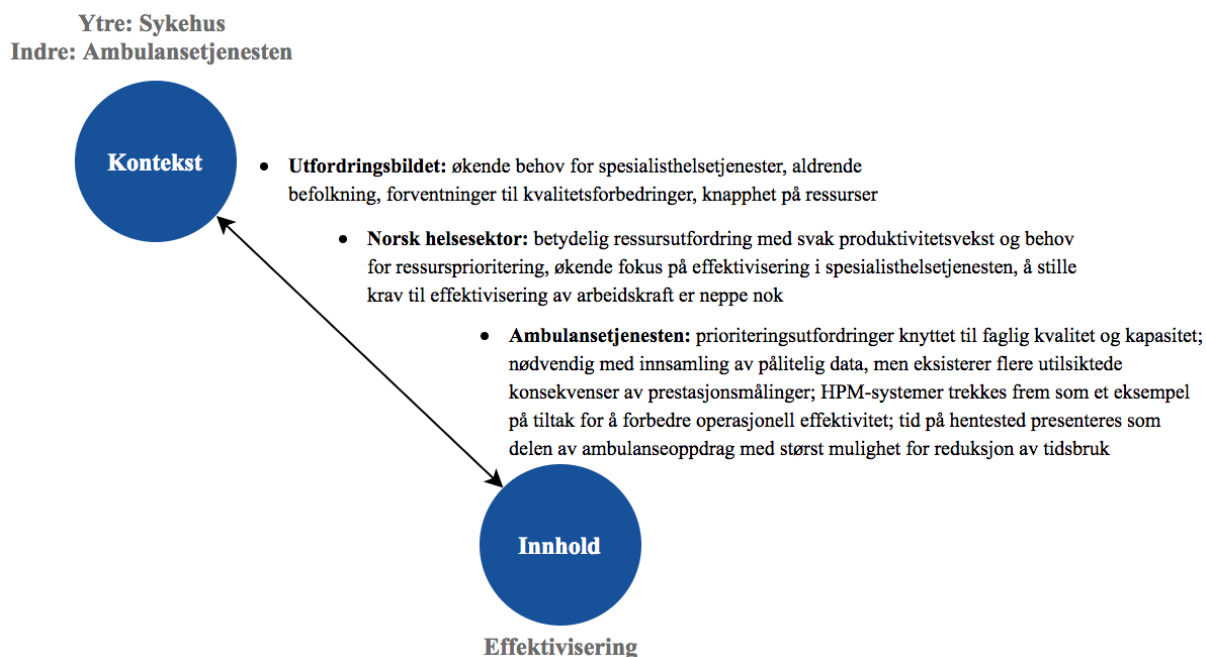 Ytre: Sykehus
Indre: Ambulansetjenesten
Kontekst
• Utfordringsbildet: økende behov for spesialisthelsetjenester, aldrende
befolkning, forventninger til kvalitetsforbedringer, knapphet på ressurser
• Norsk helsesektor: betydelig ressursutfordring med svak produktivitetsvekst og behov
for ressursprioritering, økende fokus på effektivisering i spesialisthelsetjenesten, å stille
krav til effektivisering av arbeidskraft er neppe nok
• Ambulansetjenesten: prioriteringsutfordringer knyttet til faglig kvalitet og kapasitet;
nødvendig med innsamling av pålitelig data, men eksisterer flere utilsiktede
konsekvenser av prestasjonsmålinger; HPM-systemer trekkes frem som et eksempel
på tiltak for å forbedre operasjonell effektivitet; tid på hentested presenteres som
delen av ambulanseoppdrag med størst mulighet for reduksjon av tidsbruk
Innhold
Effektivisering